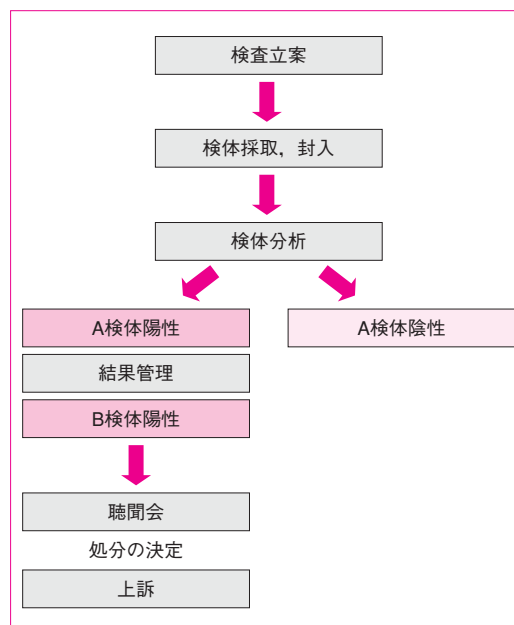 検査立案
検体採取，封入
検体分析
A検体陽性
A検体陰性
結果管理
B検体陽性
聴聞会
処分の決定
上訴